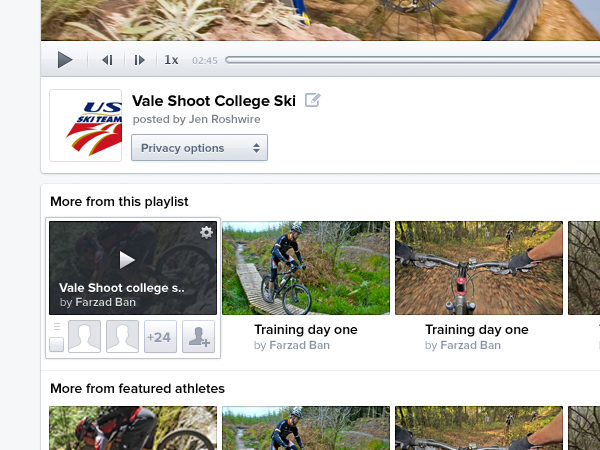 1x
02:45
US
SKI TEAM
Vale Shoot College Ski
posted by Jen Roshwire
Privacy options
More from this playlist
Vale Shoot college s..
by Farzad Ban
+24
Training day one
by Farzad Ban
Training day one
by Farzad Ban
More from featured athletes